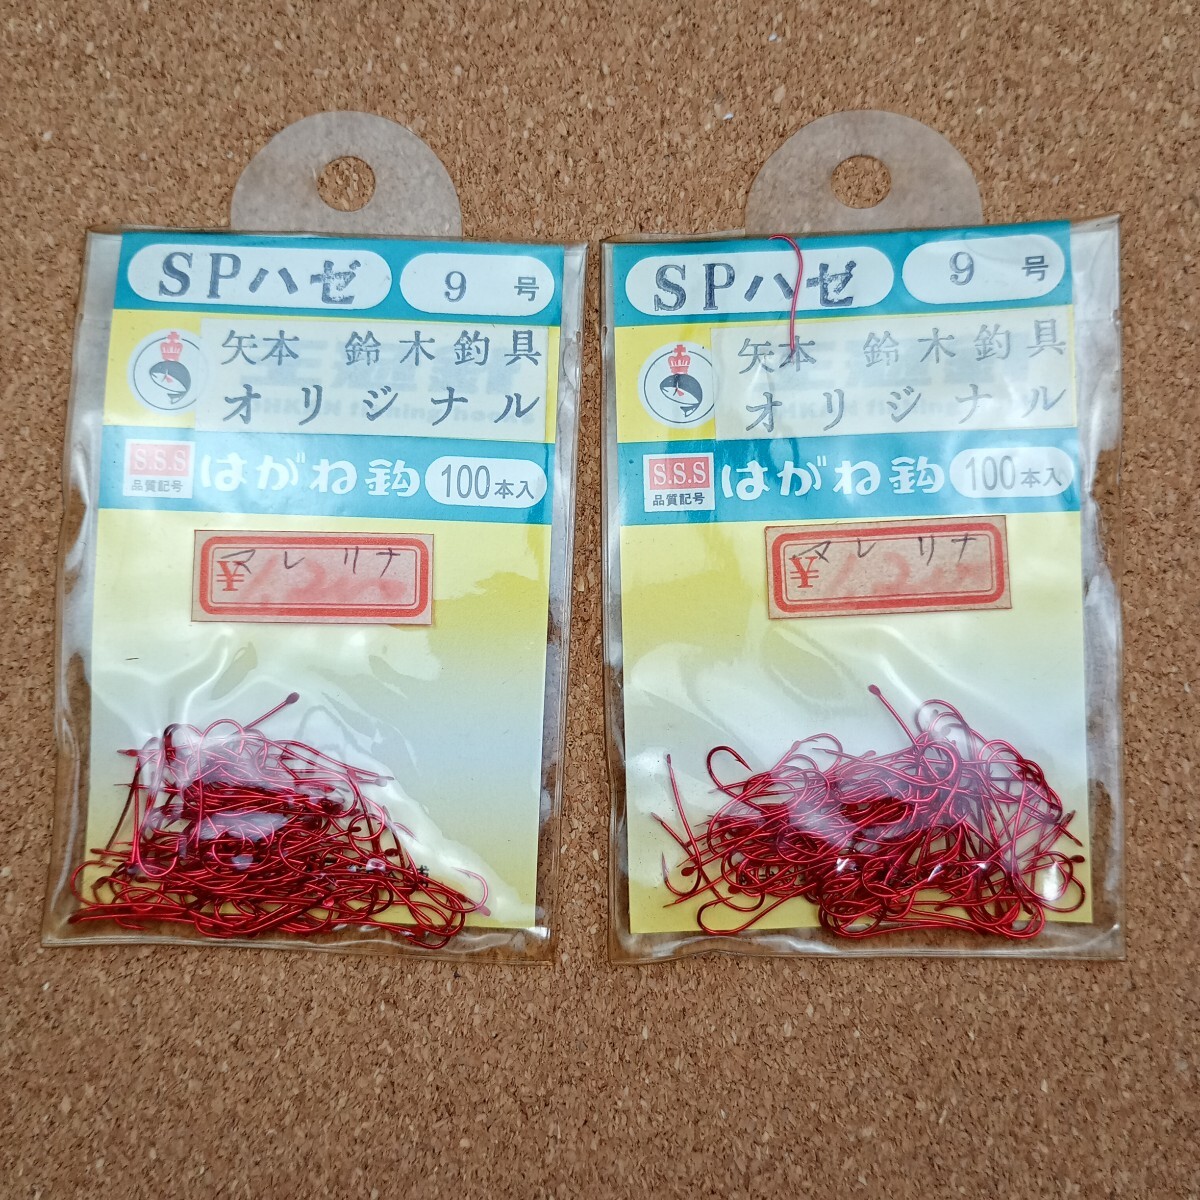 SPハゼ 9 号
矢本 鈴木釣具
オリジナル
S.S.S
品質記号
はがね鈎 100本入
マレリナ
¥
SPハゼ 9 号
矢本 鈴木釣具
オリジナル
S.S.S
品質記号
はがね鈎 100本入
マレリナ
¥